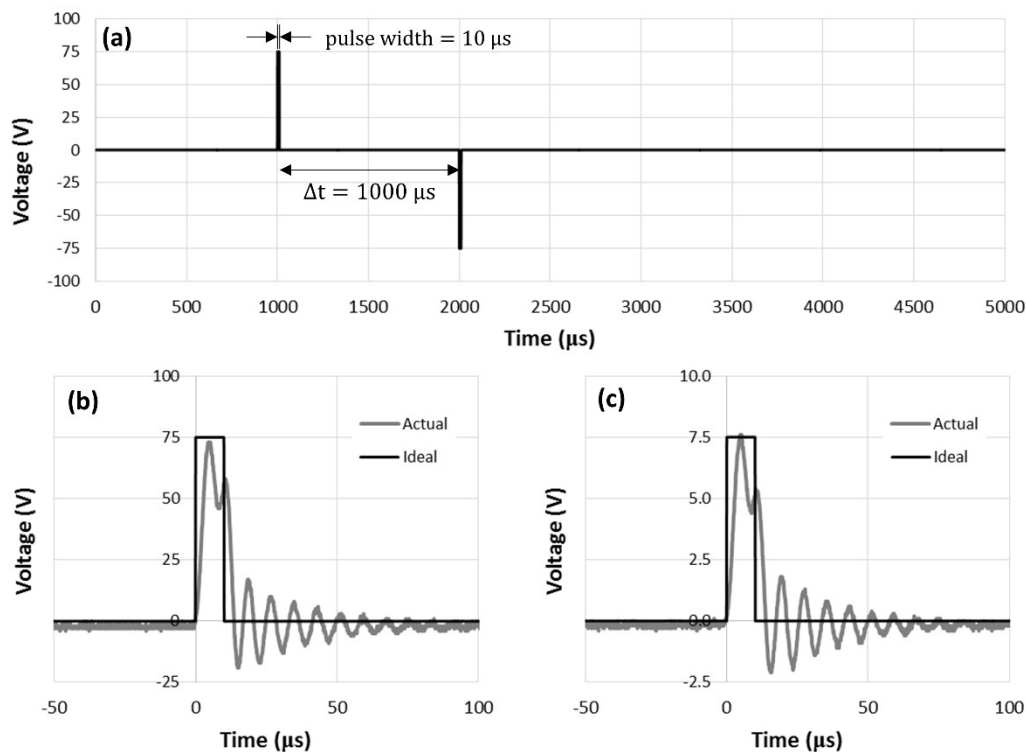 (a)
pulse width = 10 μs
Δt = 1000 μs
Voltage (V)
100
75
50
25
0
-25
-50
-75
-100
0 500 1000 1500 2000 2500 3000 3500 4000 4500 5000
Time (μs)
(b)
Voltage (V)
100
75
50
25
0
-25
Actual
Ideal
-50 0 50 100
Time (μs)
(c)
Voltage (V)
10.0
7.5
5.0
2.5
0.0
-2.5
Actual
Ideal
-50 0 50 100
Time (μs)